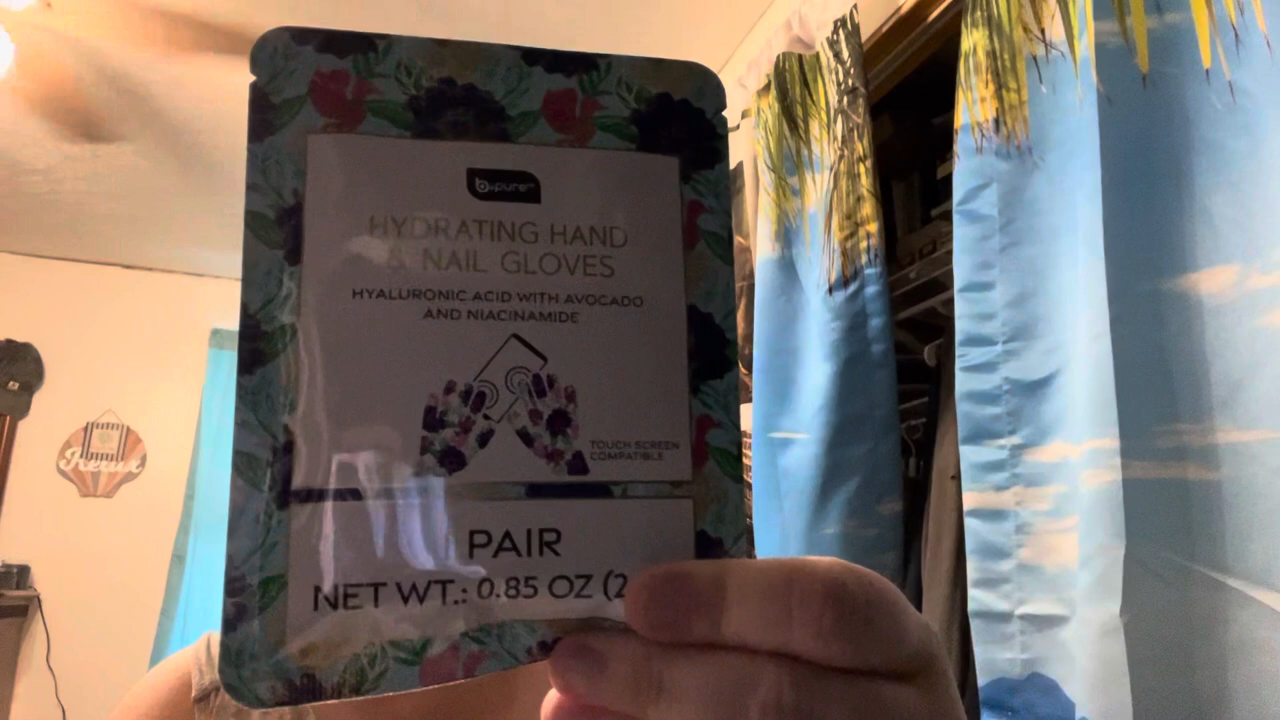 b.pure
HYDRATING HAND
& NAIL GLOVES
HYALURONIC ACID WITH AVOCADO
AND NIACINAMIDE
TOUCH SCREEN
COMPATIBLE
PAIR
NET WT.: 0.85 OZ (2